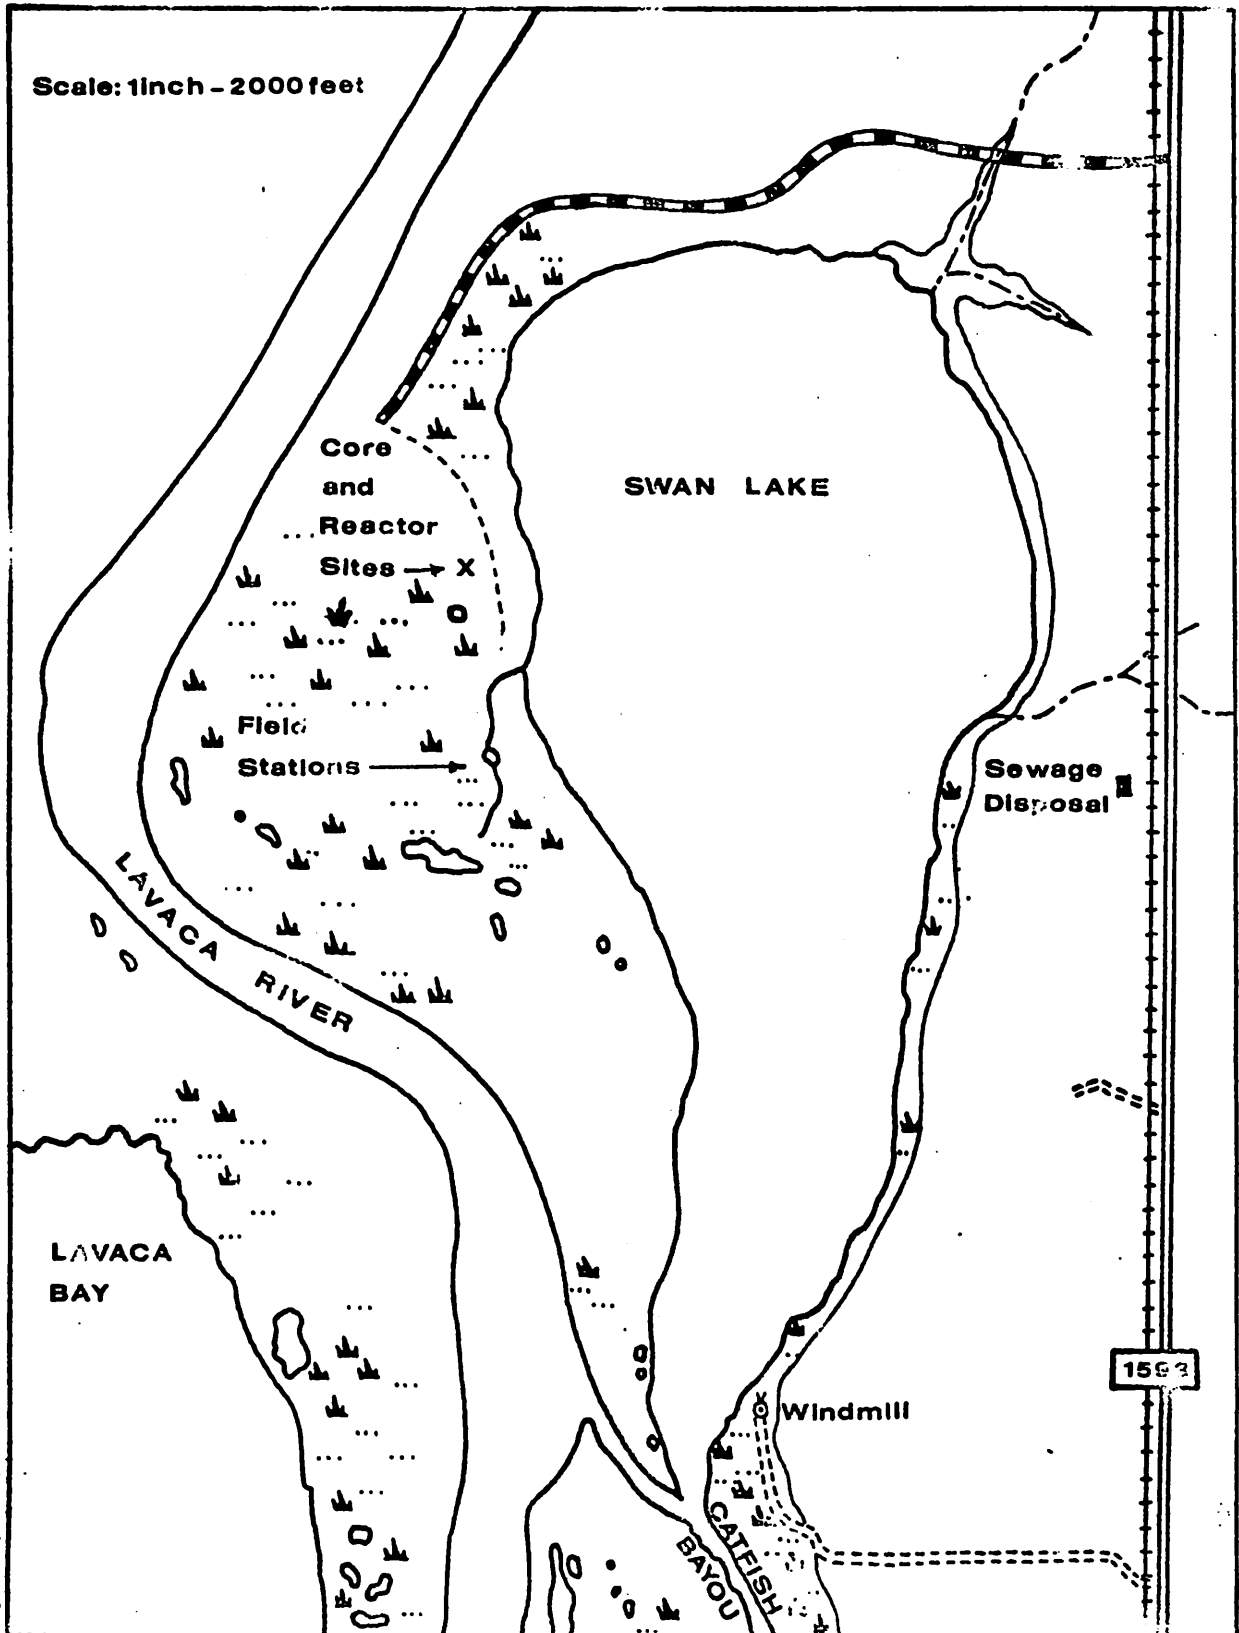 Scale: 1inch - 2000 feet
Core
and
Reactor
Sites X
SWAN LAKE
Field
Stations
Sewage
Disposal
LAVACA RIVER
LAVACA
BAY
1593
Windmill
CATFISH
BAYOU